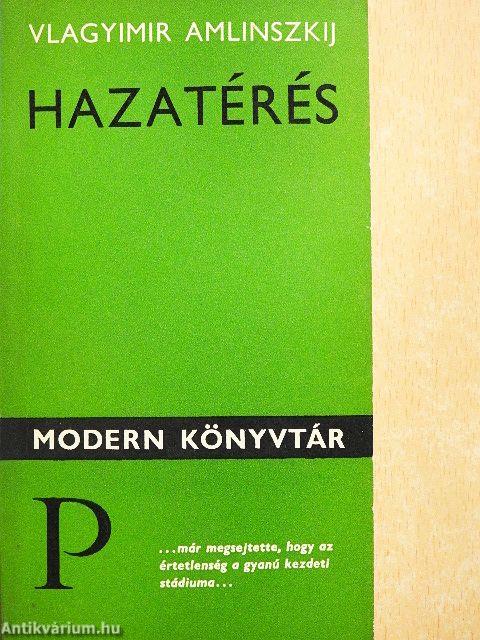 VLAGYIMIR AMLINSZKIJ
HAZATÉRÉS
MODERN KÖNYVTÁR
P
...már megsejtette, hogy az
értetlenség a gyanú kezdeti
stádiuma...
Antikvárium.hu